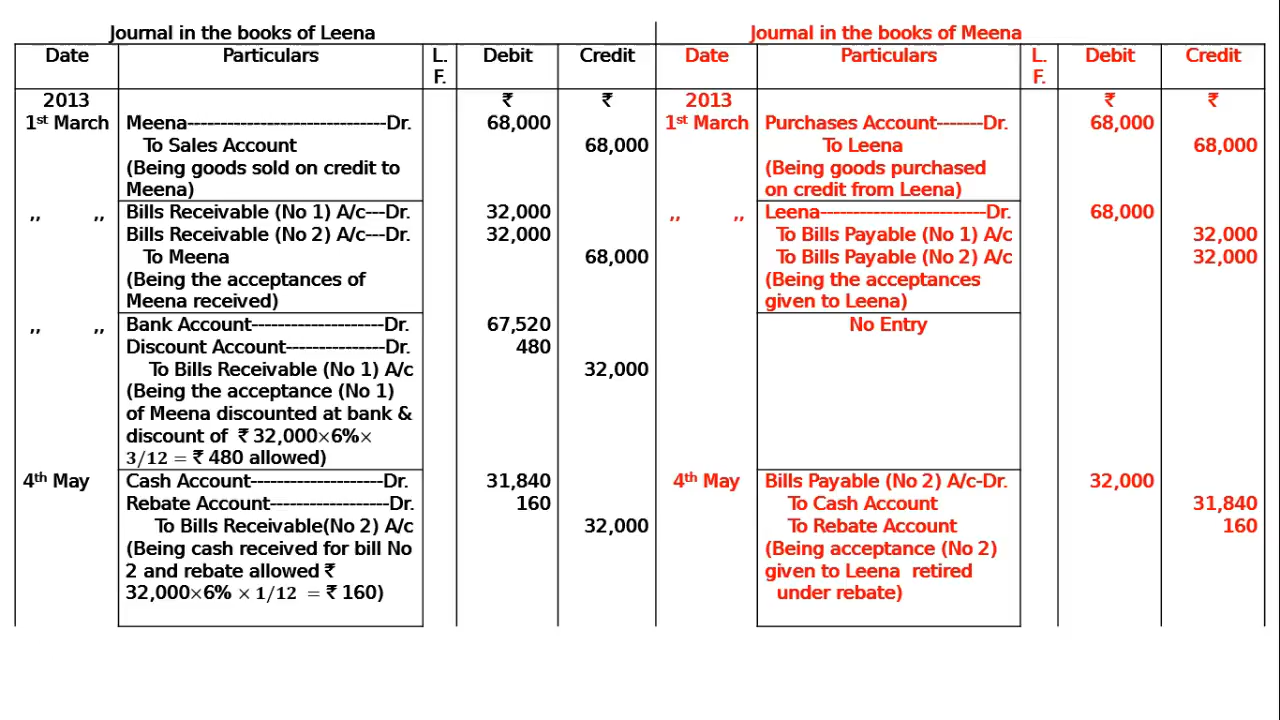 Journal in the books of Leena
Date Particulars L. F. Debit Credit
2013 ₹ ₹
1st March Meena------------------------------Dr. 68,000
To Sales Account 68,000
(Being goods sold on credit to
Meena)
,, ,, Bills Receivable (No 1) A/c---Dr. 32,000
Bills Receivable (No 2) A/c---Dr. 32,000
To Meena 68,000
(Being the acceptances of
Meena received)
,, ,, Bank Account--------------------Dr. 67,520
Discount Account---------------Dr. 480
To Bills Receivable (No 1) A/c 32,000
(Being the acceptance (No 1)
of Meena discounted at bank &
discount of ₹ 32,000×6%×
3/12 = ₹ 480 allowed)
4th May Cash Account--------------------Dr. 31,840
Rebate Account------------------Dr. 160
To Bills Receivable(No 2) A/c 32,000
(Being cash received for bill No
2 and rebate allowed ₹
32,000×6% × 1/12 = ₹ 160)
Journal in the books of Meena
Date Particulars L. F. Debit Credit
2013 ₹ ₹
1st March Purchases Account-------Dr. 68,000
To Leena 68,000
(Being goods purchased
on credit from Leena)
,, ,, Leena-------------------------Dr. 68,000
To Bills Payable (No 1) A/c 32,000
To Bills Payable (No 2) A/c 32,000
(Being the acceptances
given to Leena)
No Entry
4th May Bills Payable (No 2) A/c-Dr. 32,000
To Cash Account 31,840
To Rebate Account 160
(Being acceptance (No 2)
given to Leena retired
under rebate)